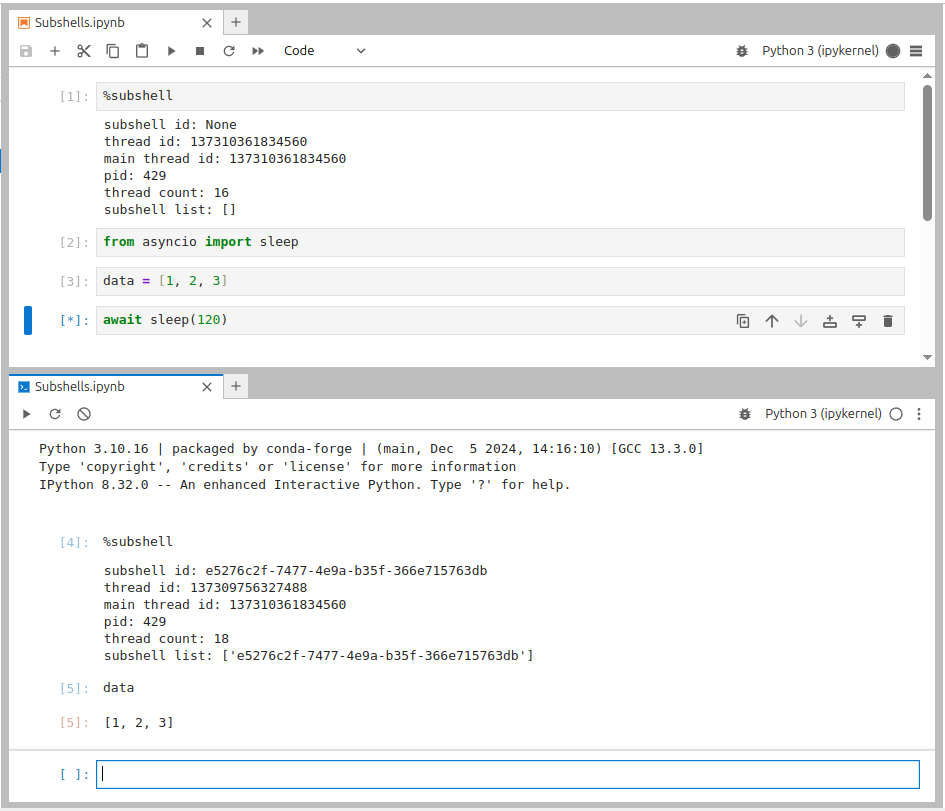 Subshells.ipynb
Code
Python 3 (ipykernel)
[1]: %subshell
subshell id: None
thread id: 137310361834560
main thread id: 137310361834560
pid: 429
thread count: 16
subshell list: []
[2]: from asyncio import sleep
[3]: data = [1, 2, 3]
[*]: await sleep(120)
Subshells.ipynb
Python 3 (ipykernel)
Python 3.10.16 | packaged by conda-forge | (main, Dec  5 2024, 14:16:10) [GCC 13.3.0]
Type 'copyright', 'credits' or 'license' for more information
IPython 8.32.0 -- An enhanced Interactive Python. Type '?' for help.
[4]: %subshell
subshell id: e5276c2f-7477-4e9a-b35f-366e715763db
thread id: 137309756327488
main thread id: 137310361834560
pid: 429
thread count: 18
subshell list: ['e5276c2f-7477-4e9a-b35f-366e715763db']
[5]: data
[5]: [1, 2, 3]
[ ]: